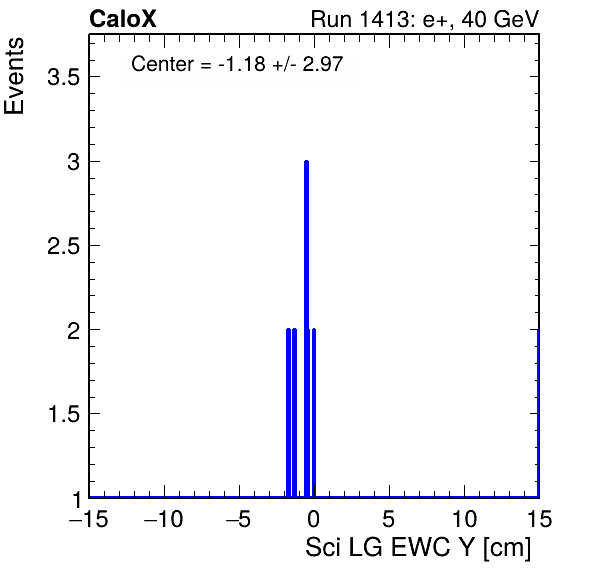 CaloX Run 1413: e+, 40 GeV
Center = -1.18 +/- 2.97
Events
3.5
3
2.5
2
1.5
1
−15 −10 −5 0 5 10 15
Sci LG EWC Y [cm]